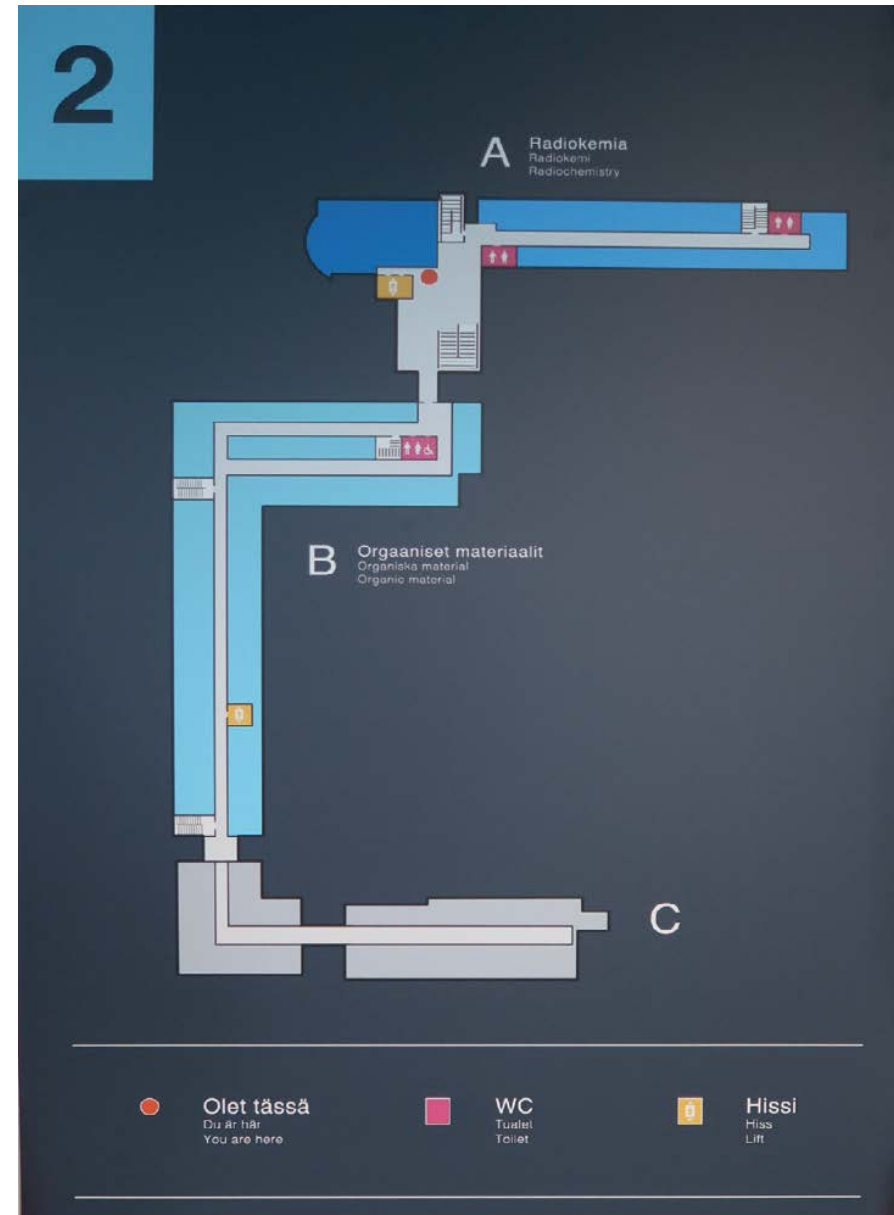 2
A
Radiokemia
Radiokemi
Radiochemistry
B
Orgaaniset materiaalit
Organiska material
Organic material
C
Olet tässä
Du är här
You are here
WC
Tualet
Toilet
Hissi
Hiss
Lift